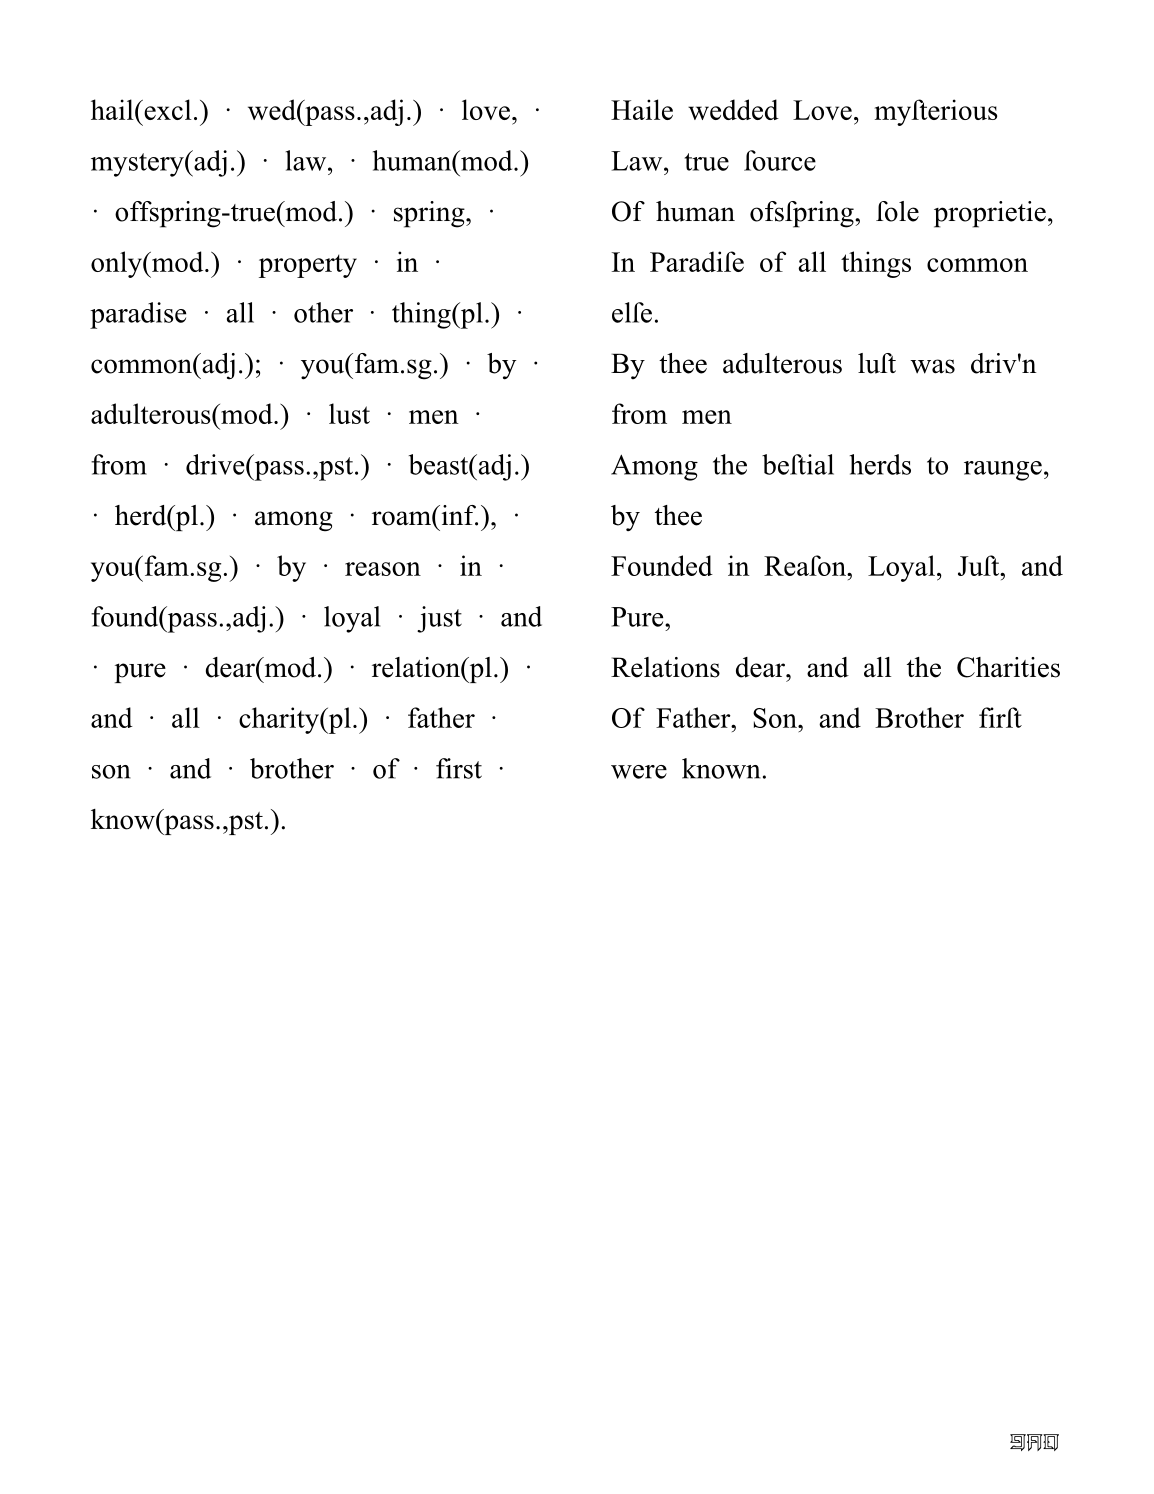 hail(excl.) · wed(pass.,adj.) · love, ·
mystery(adj.) · law, · human(mod.)
· offspring-true(mod.) · spring, ·
only(mod.) · property · in ·
paradise · all · other · thing(pl.) ·
common(adj.); · you(fam.sg.) · by ·
adulterous(mod.) · lust · men ·
from · drive(pass.,pst.) · beast(adj.)
· herd(pl.) · among · roam(inf.), ·
you(fam.sg.) · by · reason · in ·
found(pass.,adj.) · loyal · just · and
· pure · dear(mod.) · relation(pl.) ·
and · all · charity(pl.) · father ·
son · and · brother · of · first ·
know(pass.,pst.).
Haile wedded Love, myſterious
Law, true ſource
Of human ofsſpring, ſole proprietie,
In Paradiſe of all things common
elſe.
By thee adulterous luſt was driv'n
from men
Among the beſtial herds to raunge,
by thee
Founded in Reaſon, Loyal, Juſt, and
Pure,
Relations dear, and all the Charities
Of Father, Son, and Brother firſt
were known.